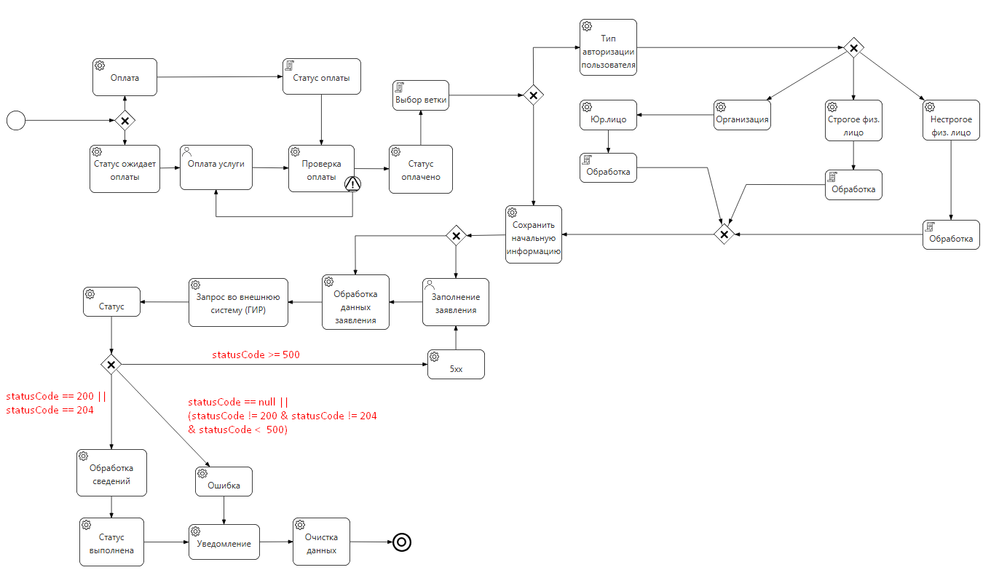 Оплата
Статус оплаты
Выбор ветки
Тип
авторизации
пользователя
Статус ожидает
оплаты
Оплата услуги
Проверка
оплаты
Статус
оплачено
Юр.лицо
Организация
Строгое физ.
лицо
Нестрогое
физ. лицо
Обработка
Обработка
Обработка
Сохранить
начальную
информацию
Статус
Запрос во внешнюю
систему (ГИР)
Обработка
данных
заявления
Заполнение
заявления
statusCode >= 500
5xx
statusCode == 200 ||
statusCode == 204
statusCode == null ||
(statusCode != 200 & statusCode != 204
& statusCode < 500)
Обработка
сведений
Ошибка
Статус
выполнена
Уведомление
Очистка
данных